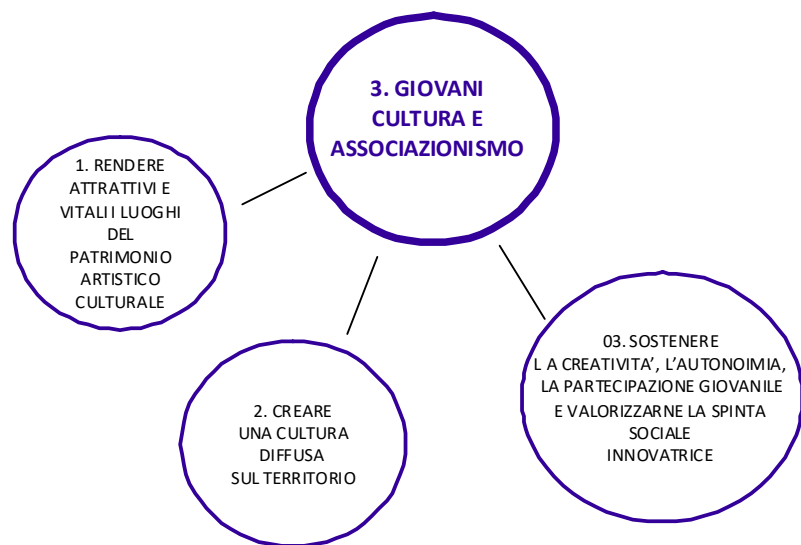 3. GIOVANI
CULTURA E
ASSOCIAZIONISMO
1. RENDERE
ATTRATTIVI E
VITALI I LUOGHI
DEL
PATRIMONIO
ARTISTICO
CULTURALE
2. CREARE
UNA CULTURA
DIFFUSA
SUL TERRITORIO
03. SOSTENERE
L A CREATIVITA’, L’AUTONOIMIA,
LA PARTECIPAZIONE GIOVANILE
E VALORIZZARNE LA SPINTA
SOCIALE
INNOVATRICE